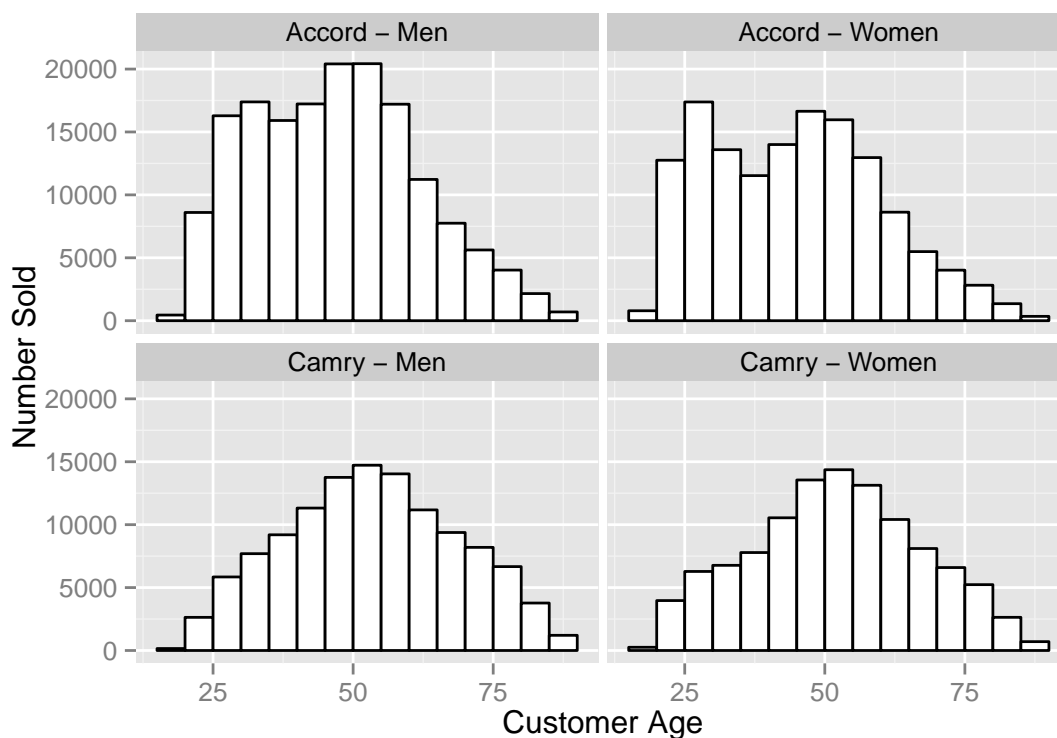 Accord – Men
Accord – Women
20000
15000
10000
5000
0
Camry – Men
Camry – Women
20000
15000
10000
5000
0
Number Sold
25
50
75
25
50
75
Customer Age